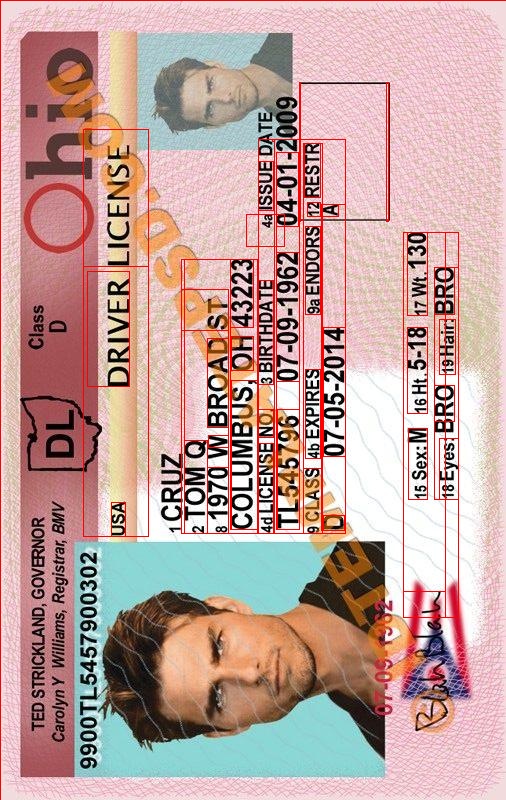 Ohio
DRIVER LICENSE
USA
Class
D
DL
TED STRICKLAND, GOVERNOR
Carolyn Y Williams, Registrar, BMV
9900TL5457900302
1 CRUZ
2 TOM Q
8 1970 W BROAD ST
COLUMBUS, OH 43223
4d LICENSE NO. 3 BIRTHDATE 4a ISSUE DATE
TL545796 07-09-1962 04-01-2009
9 CLASS 4b EXPIRES 9a ENDORS 12 RESTR
D 07-05-2014 A
07-09-1962
15 Sex: M 16 Ht. 5-18 17 Wt. 130
18 Eyes: BRO 19 Hair: BRO
Blah Blah